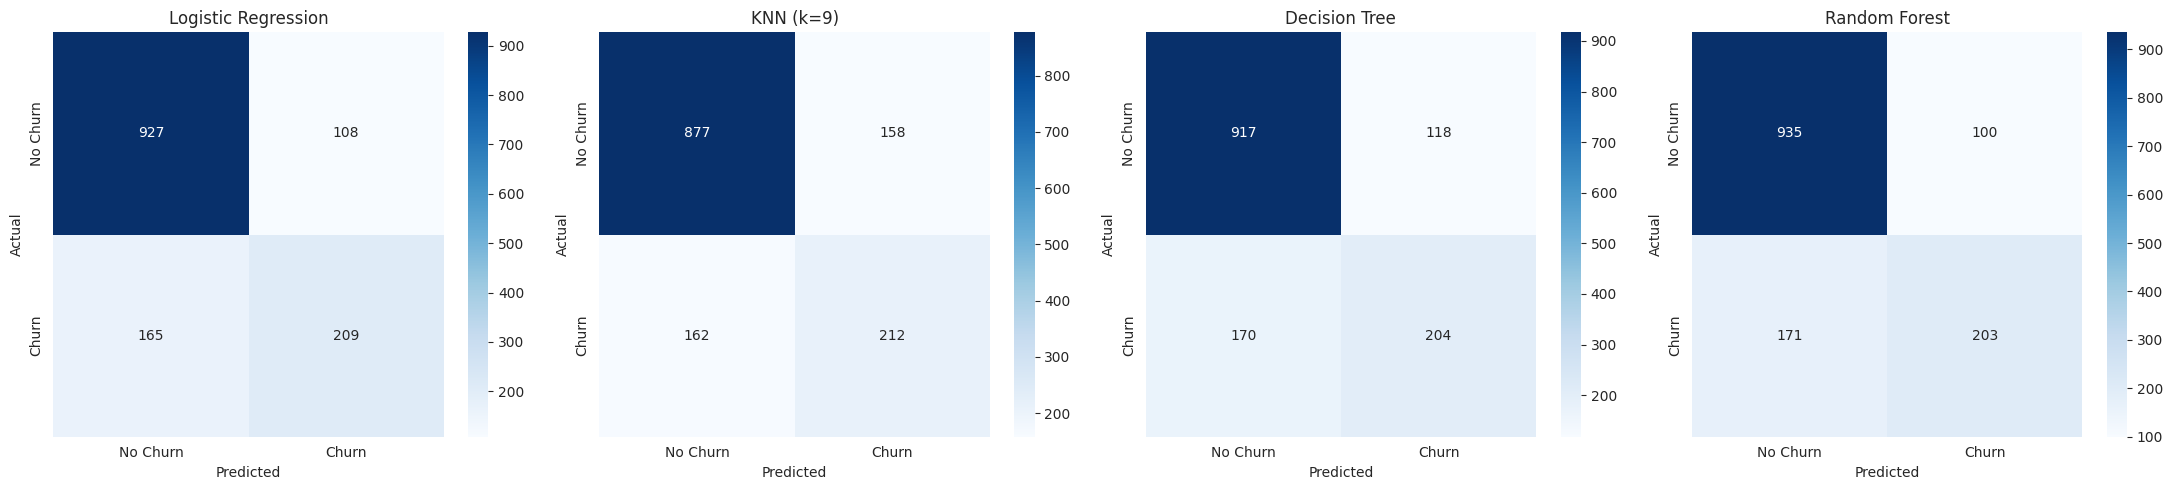 Logistic Regression
No Churn
Churn
Actual
927 108
165 209
No Churn Churn
Predicted
900
800
700
600
500
400
300
200
KNN (k=9)
No Churn
Churn
Actual
877 158
162 212
No Churn Churn
Predicted
800
700
600
500
400
300
200
Decision Tree
No Churn
Churn
Actual
917 118
170 204
No Churn Churn
Predicted
900
800
700
600
500
400
300
200
Random Forest
No Churn
Churn
Actual
935 100
171 203
No Churn Churn
Predicted
900
800
700
600
500
400
300
200
100